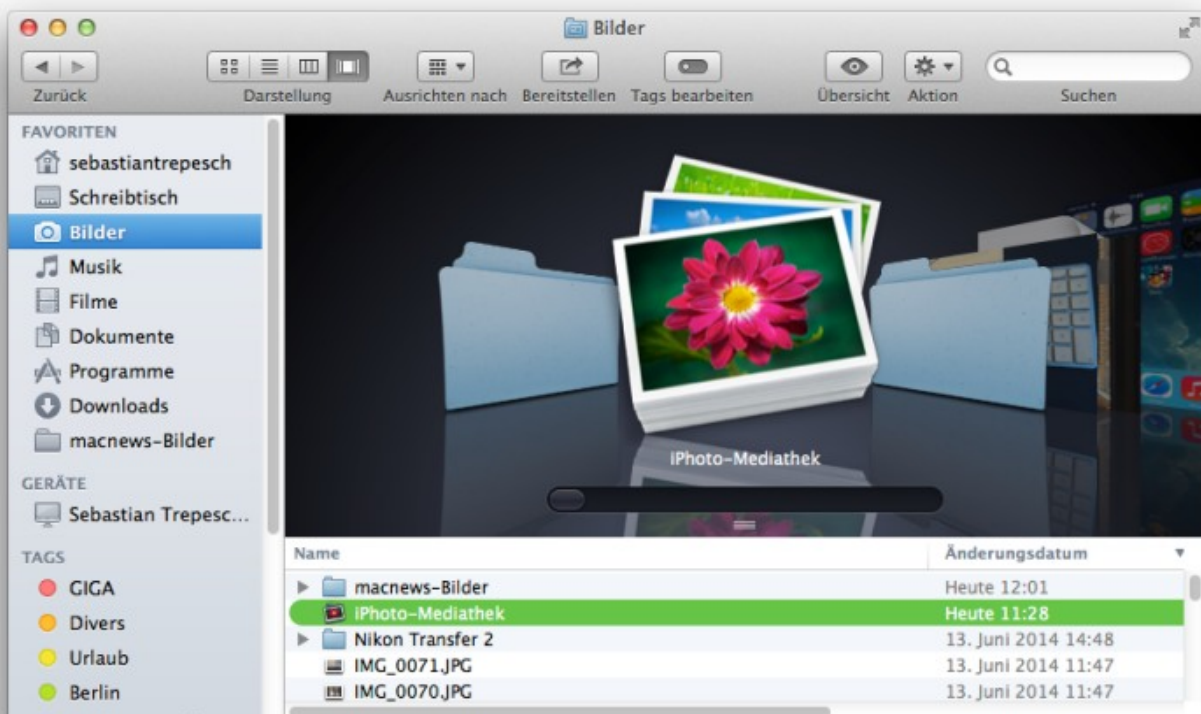 Bilder
Zurück
Darstellung
Ausrichten nach
Bereitstellen
Tags bearbeiten
Übersicht
Aktion
Suchen
FAVORITEN
sebastiantrepesch
Schreibtisch
Bilder
Musik
Filme
Dokumente
Programme
Downloads
macnews-Bilder
GERÄTE
Sebastian Trepesc...
TAGS
GIGA
Divers
Urlaub
Berlin
iPhoto-Mediathek
Name Änderungsdatum
macnews-Bilder Heute 12:01
iPhoto-Mediathek Heute 11:28
Nikon Transfer 2 13. Juni 2014 14:48
IMG_0071.JPG 13. Juni 2014 11:47
IMG_0070.JPG 13. Juni 2014 11:47